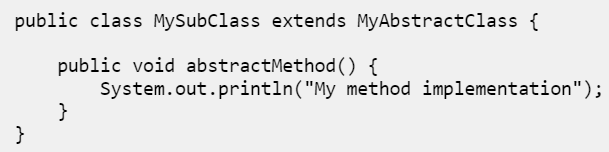 public class MySubClass extends MyAbstractClass {
public void abstractMethod() {
System.out.println("My method implementation");
}
}